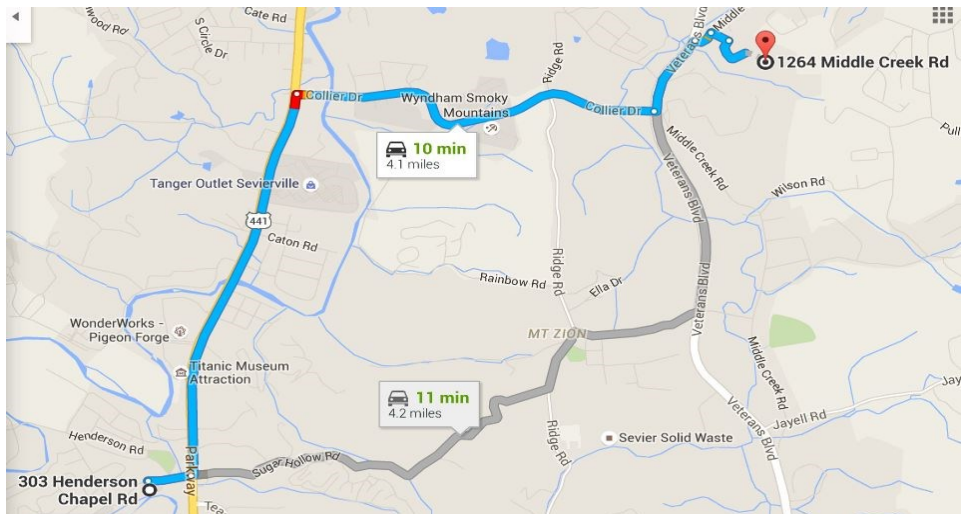 Cate Rd
S Circle Dr
Middle
Veterans Blvd
1264 Middle Creek Rd
Ridge Rd
Collier Dr
Wyndham Smoky
Mountains
Collier Dr
10 min
4.1 miles
Middle Creek Rd
Wilson Rd
Tanger Outlet Sevierville
441
Caton Rd
Veterans Blvd
Ridge Rd
Rainbow Rd
Ella Dr
Veterans Blvd
WonderWorks -
Pigeon Forge
MT ZION
Titanic Museum
Attraction
Middle Creek Rd
11 min
4.2 miles
Veterans Blvd
Jayell Rd
Henderson Rd
Ridge Rd
Sevier Solid Waste
Parkway
Sugar Hollow Rd
303 Henderson
Chapel Rd